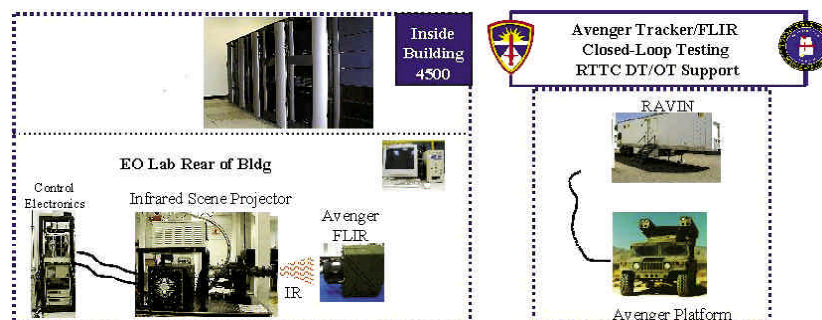 Inside
Building
4500
Avenger Tracker/FLIR
Closed-Loop Testing
RTTC DT/OT Support
EO Lab Rear of Bldg
Control
Electronics
Infrared Scene Projector
Avenger
FLIR
IR
RAVIN
Avenger Platform